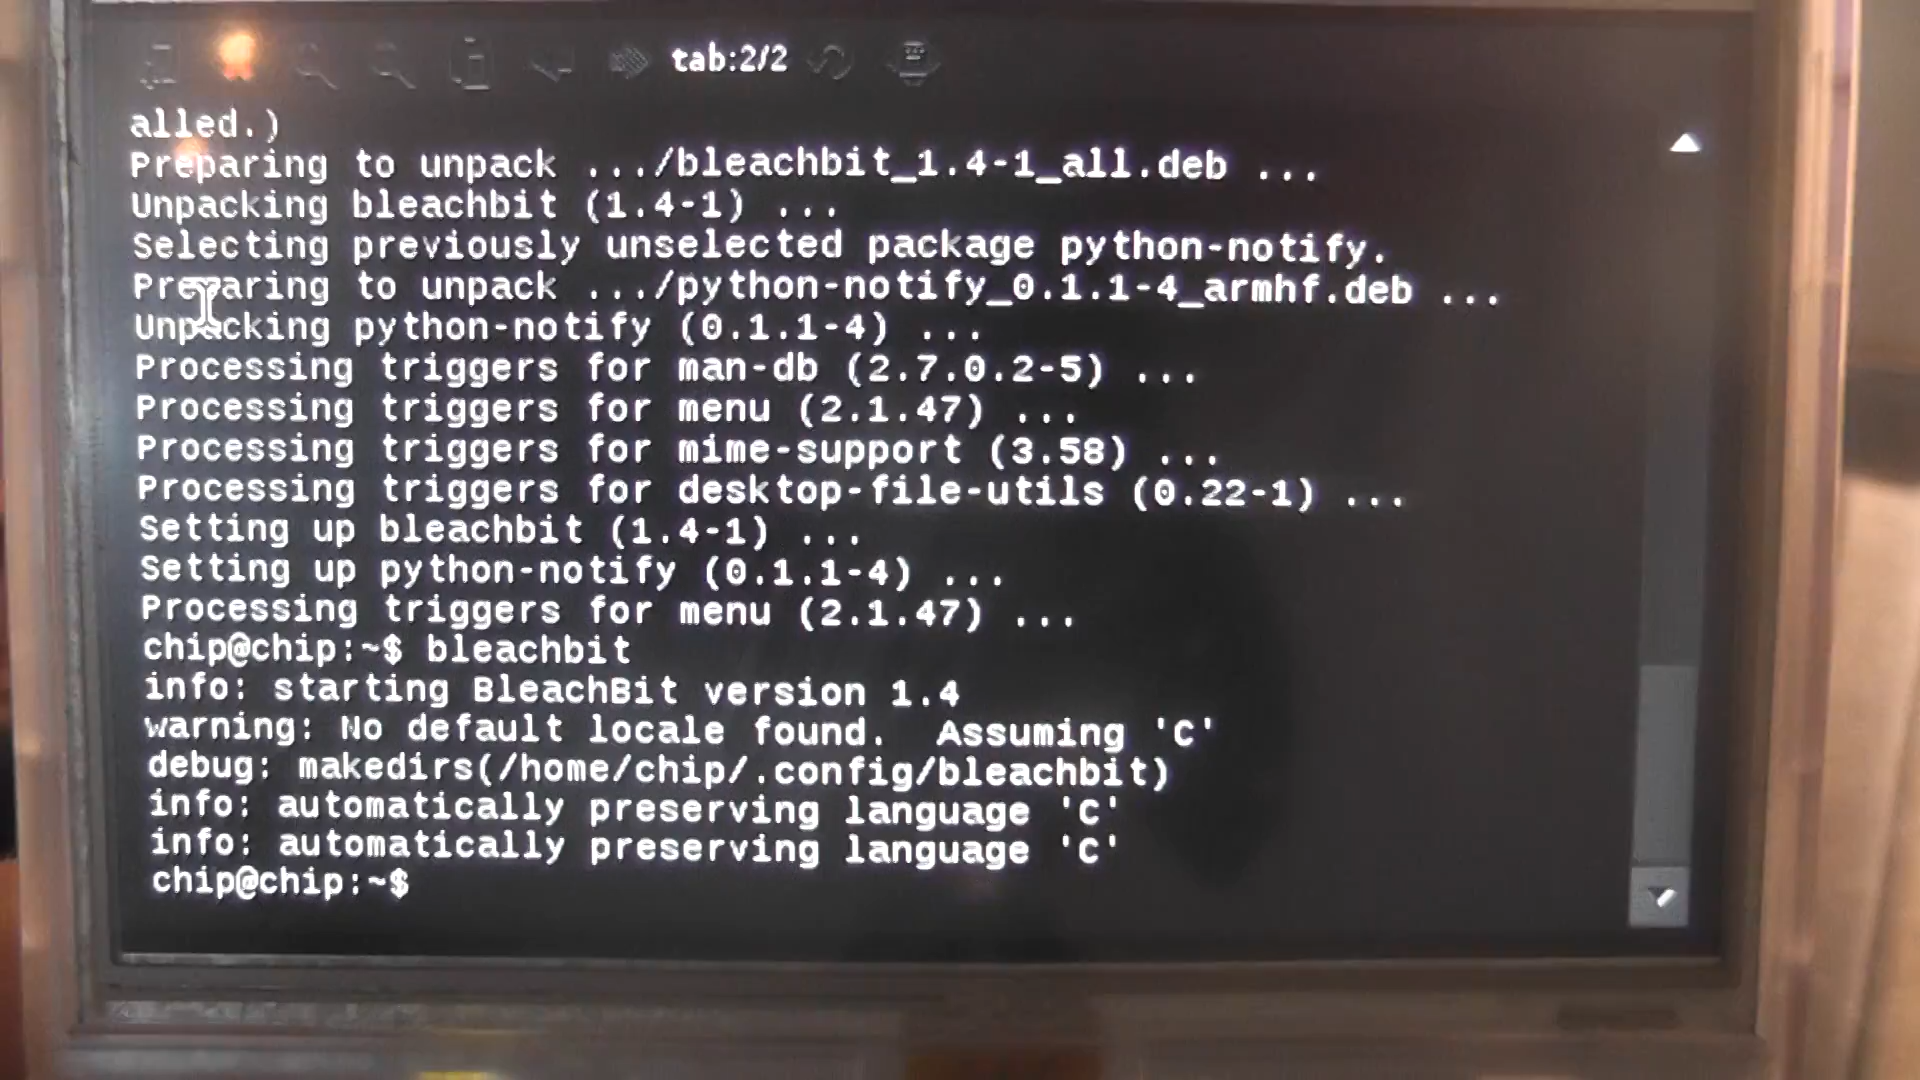 tab:2/2
alled.)
Preparing to unpack .../bleachbit_1.4-1_all.deb ...
Unpacking bleachbit (1.4-1) ...
Selecting previously unselected package python-notify.
Preparing to unpack .../python-notify_0.1.1-4_armhf.deb ...
Unpacking python-notify (0.1.1-4) ...
Processing triggers for man-db (2.7.0.2-5) ...
Processing triggers for menu (2.1.47) ...
Processing triggers for mime-support (3.58) ...
Processing triggers for desktop-file-utils (0.22-1) ...
Setting up bleachbit (1.4-1) ...
Setting up python-notify (0.1.1-4) ...
Processing triggers for menu (2.1.47) ...
chip@chip:~$ bleachbit
info: starting BleachBit version 1.4
warning: No default locale found.  Assuming 'C'
debug: makedirs(/home/chip/.config/bleachbit)
info: automatically preserving language 'C'
info: automatically preserving language 'C'
chip@chip:~$